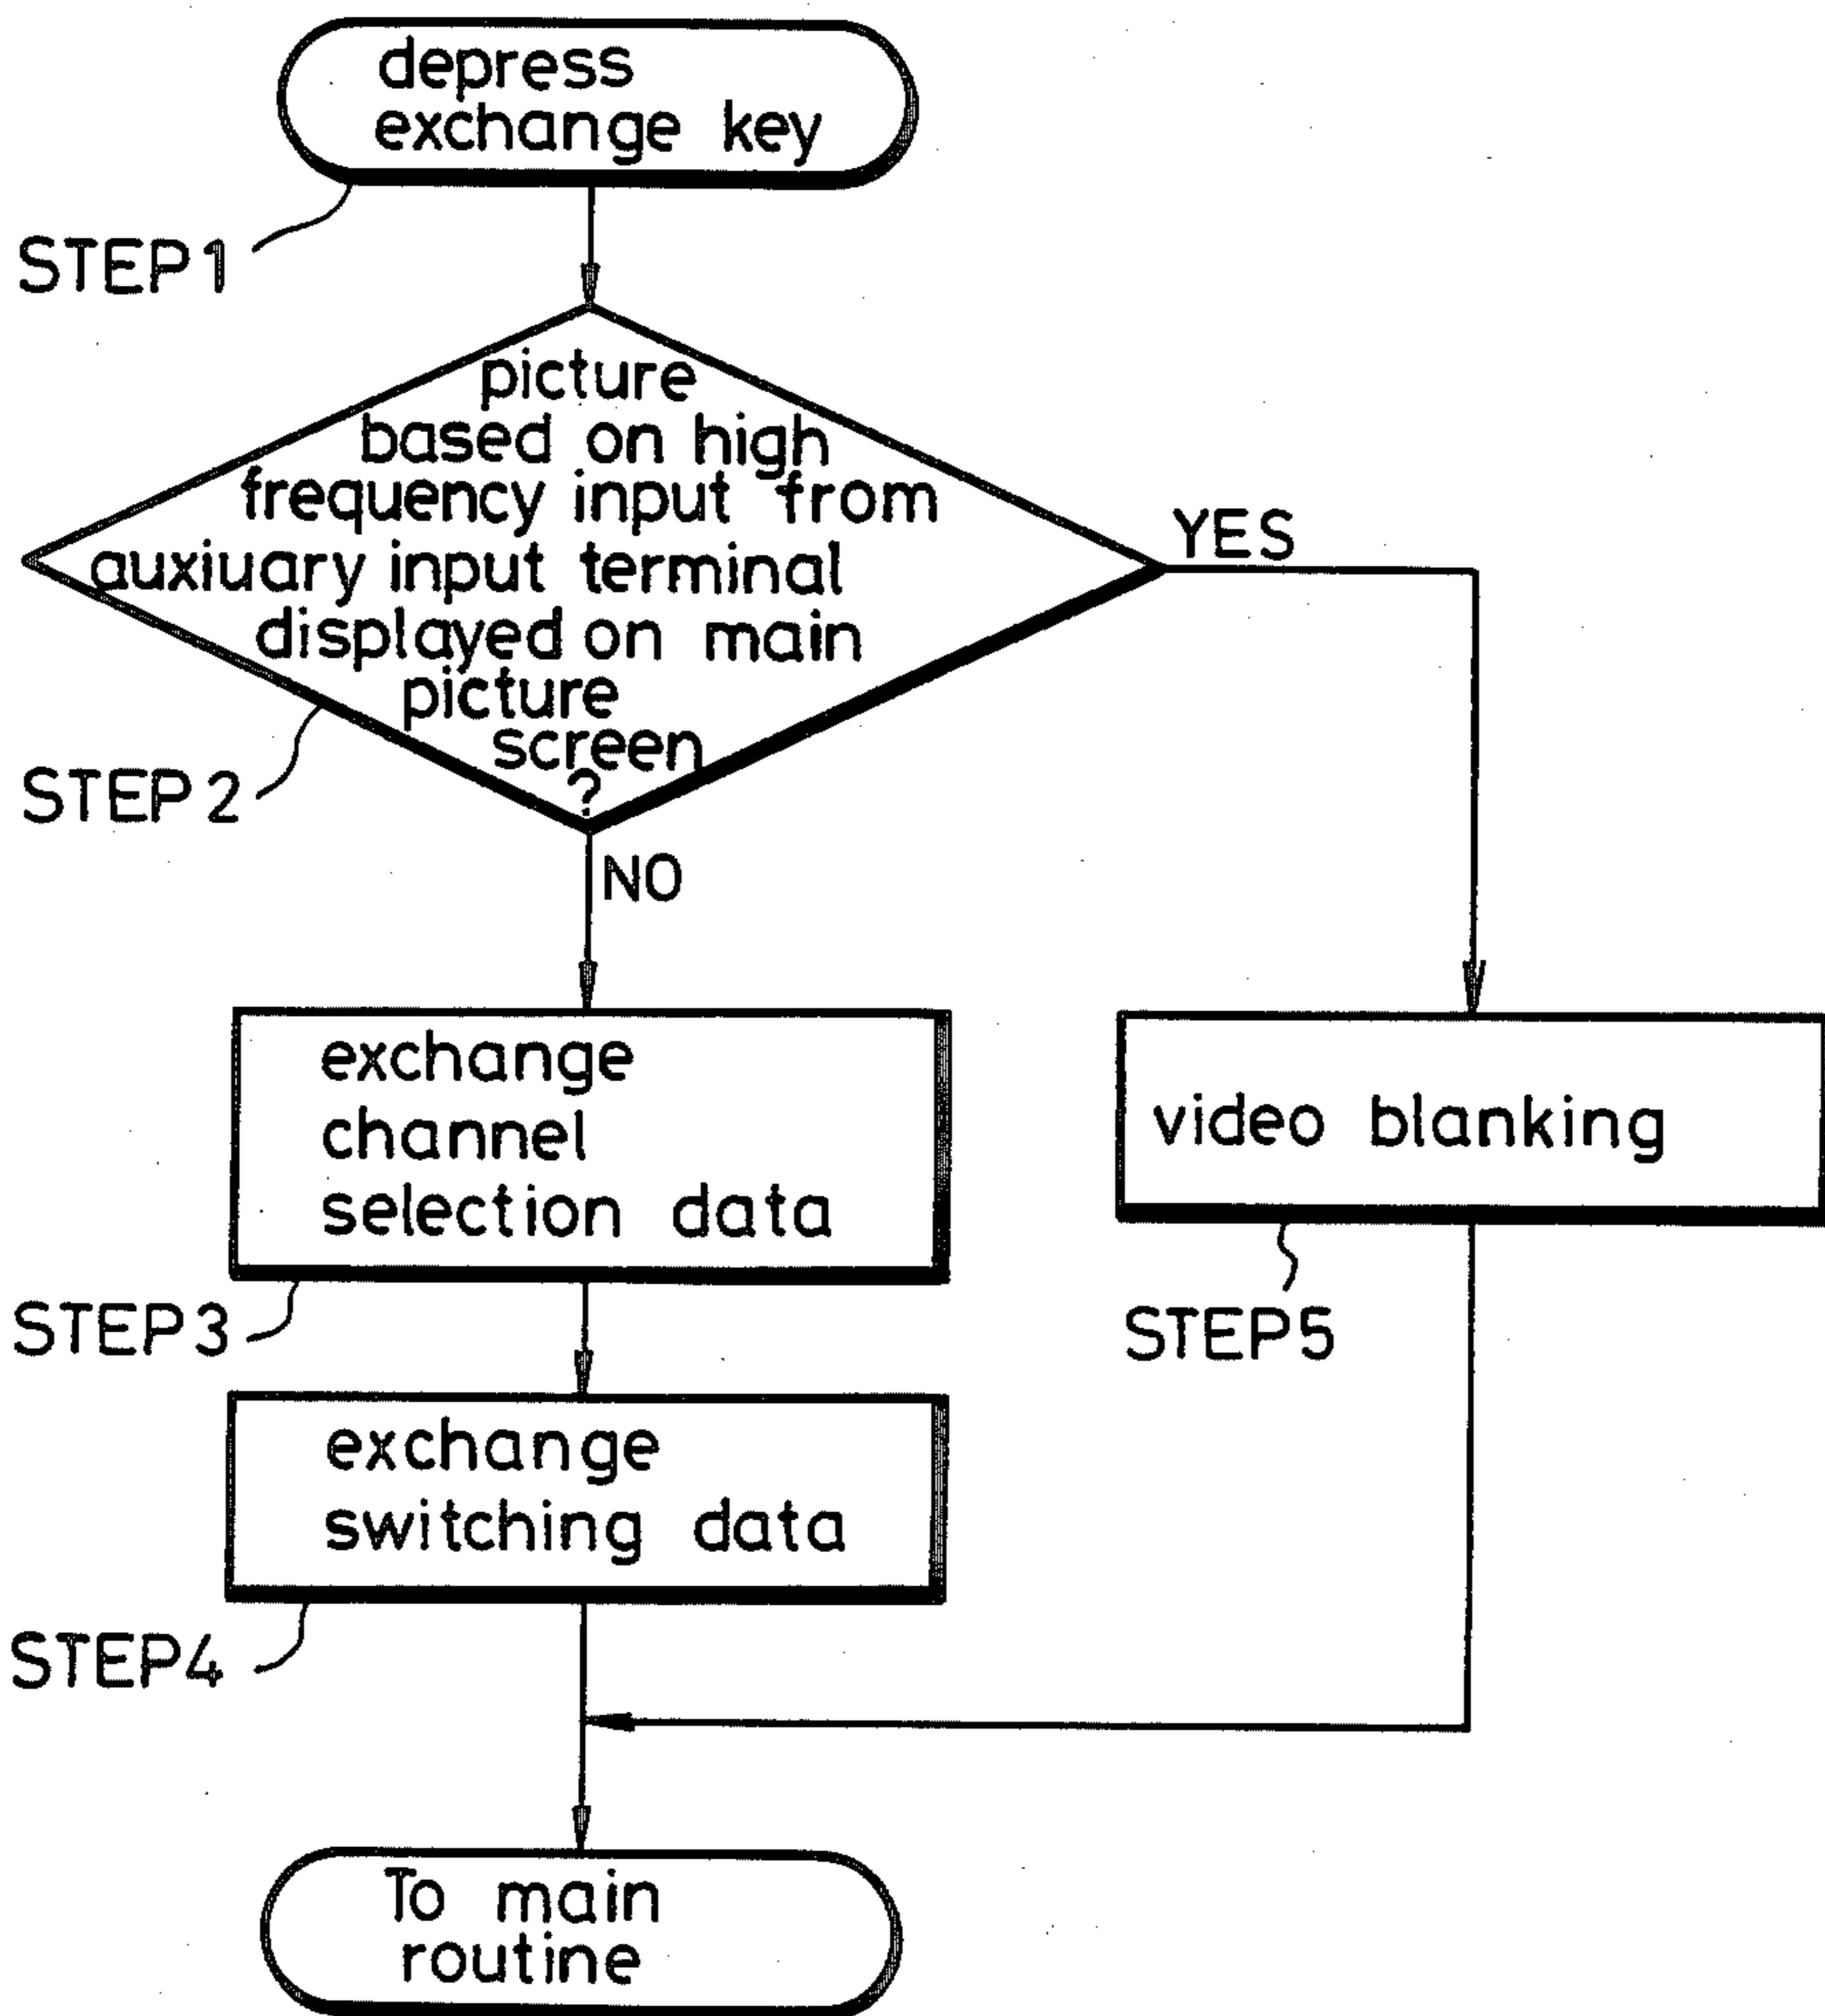 depress
exchange key
STEP1
picture
based on high
frequency input from
auxiuary input terminal
displayed on main
picture
screen
?
YES
STEP2
NO
exchange
channel
selection data
video blanking
STEP3
STEP5
exchange
switching data
STEP4
To main
routine